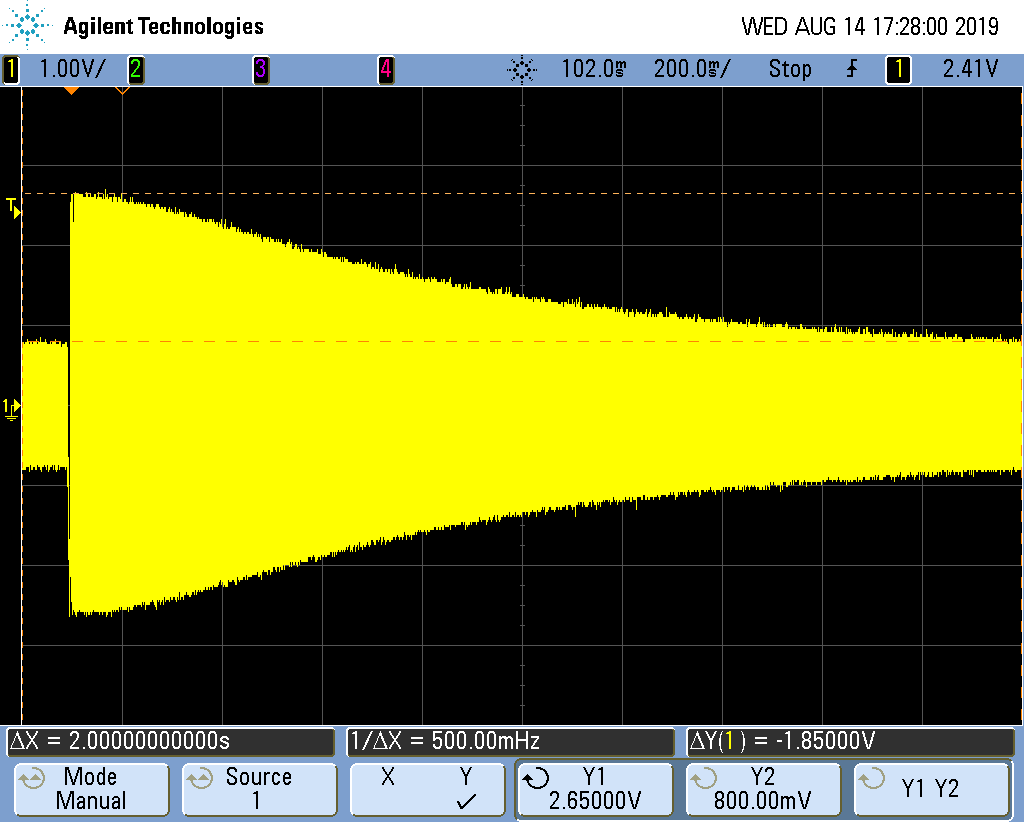 Agilent Technologies WED AUG 14 17:28:00 2019
1 1.00V/ 2 3 4 102.0ms 200.0ms/ Stop 1 2.41V
T
1
ΔX = 2.00000000000s 1/ΔX = 500.00mHz ΔY(1) = -1.85000V
Mode Source X Y Y1 Y2 Y1 Y2
Manual 1 2.65000V 800.00mV